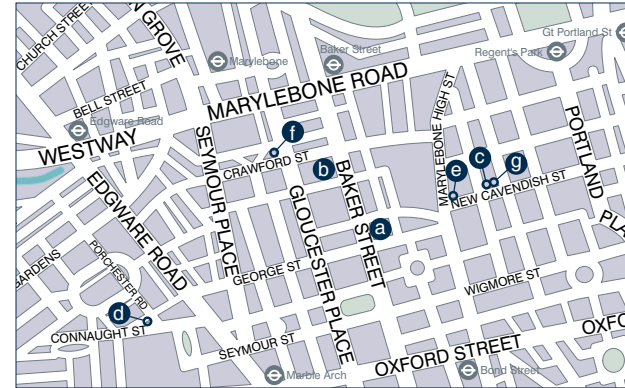 N GROVE
CHURCH STREET
Gt Portland St
Baker Street
Regent's Park
Marylebone
MARYLEBONE ROAD
BELL STREET
MARYLEBONE HIGH ST
Edgware Road
PORTLAND
WESTWAY
f
CRAWFORD ST
b
c
g
e
SEYMOUR PLACE
BAKER STREET
NEW CAVENDISH ST
EDGWARE ROAD
GLOUCESTER PLACE
PLA
a
GARDENS
PORCHESTER RD
GEORGE ST
WIGMORE ST
d
CONNAUGHT ST
SEYMOUR ST
OXFO
OXFORD STREET
Marble Arch
Bond Street